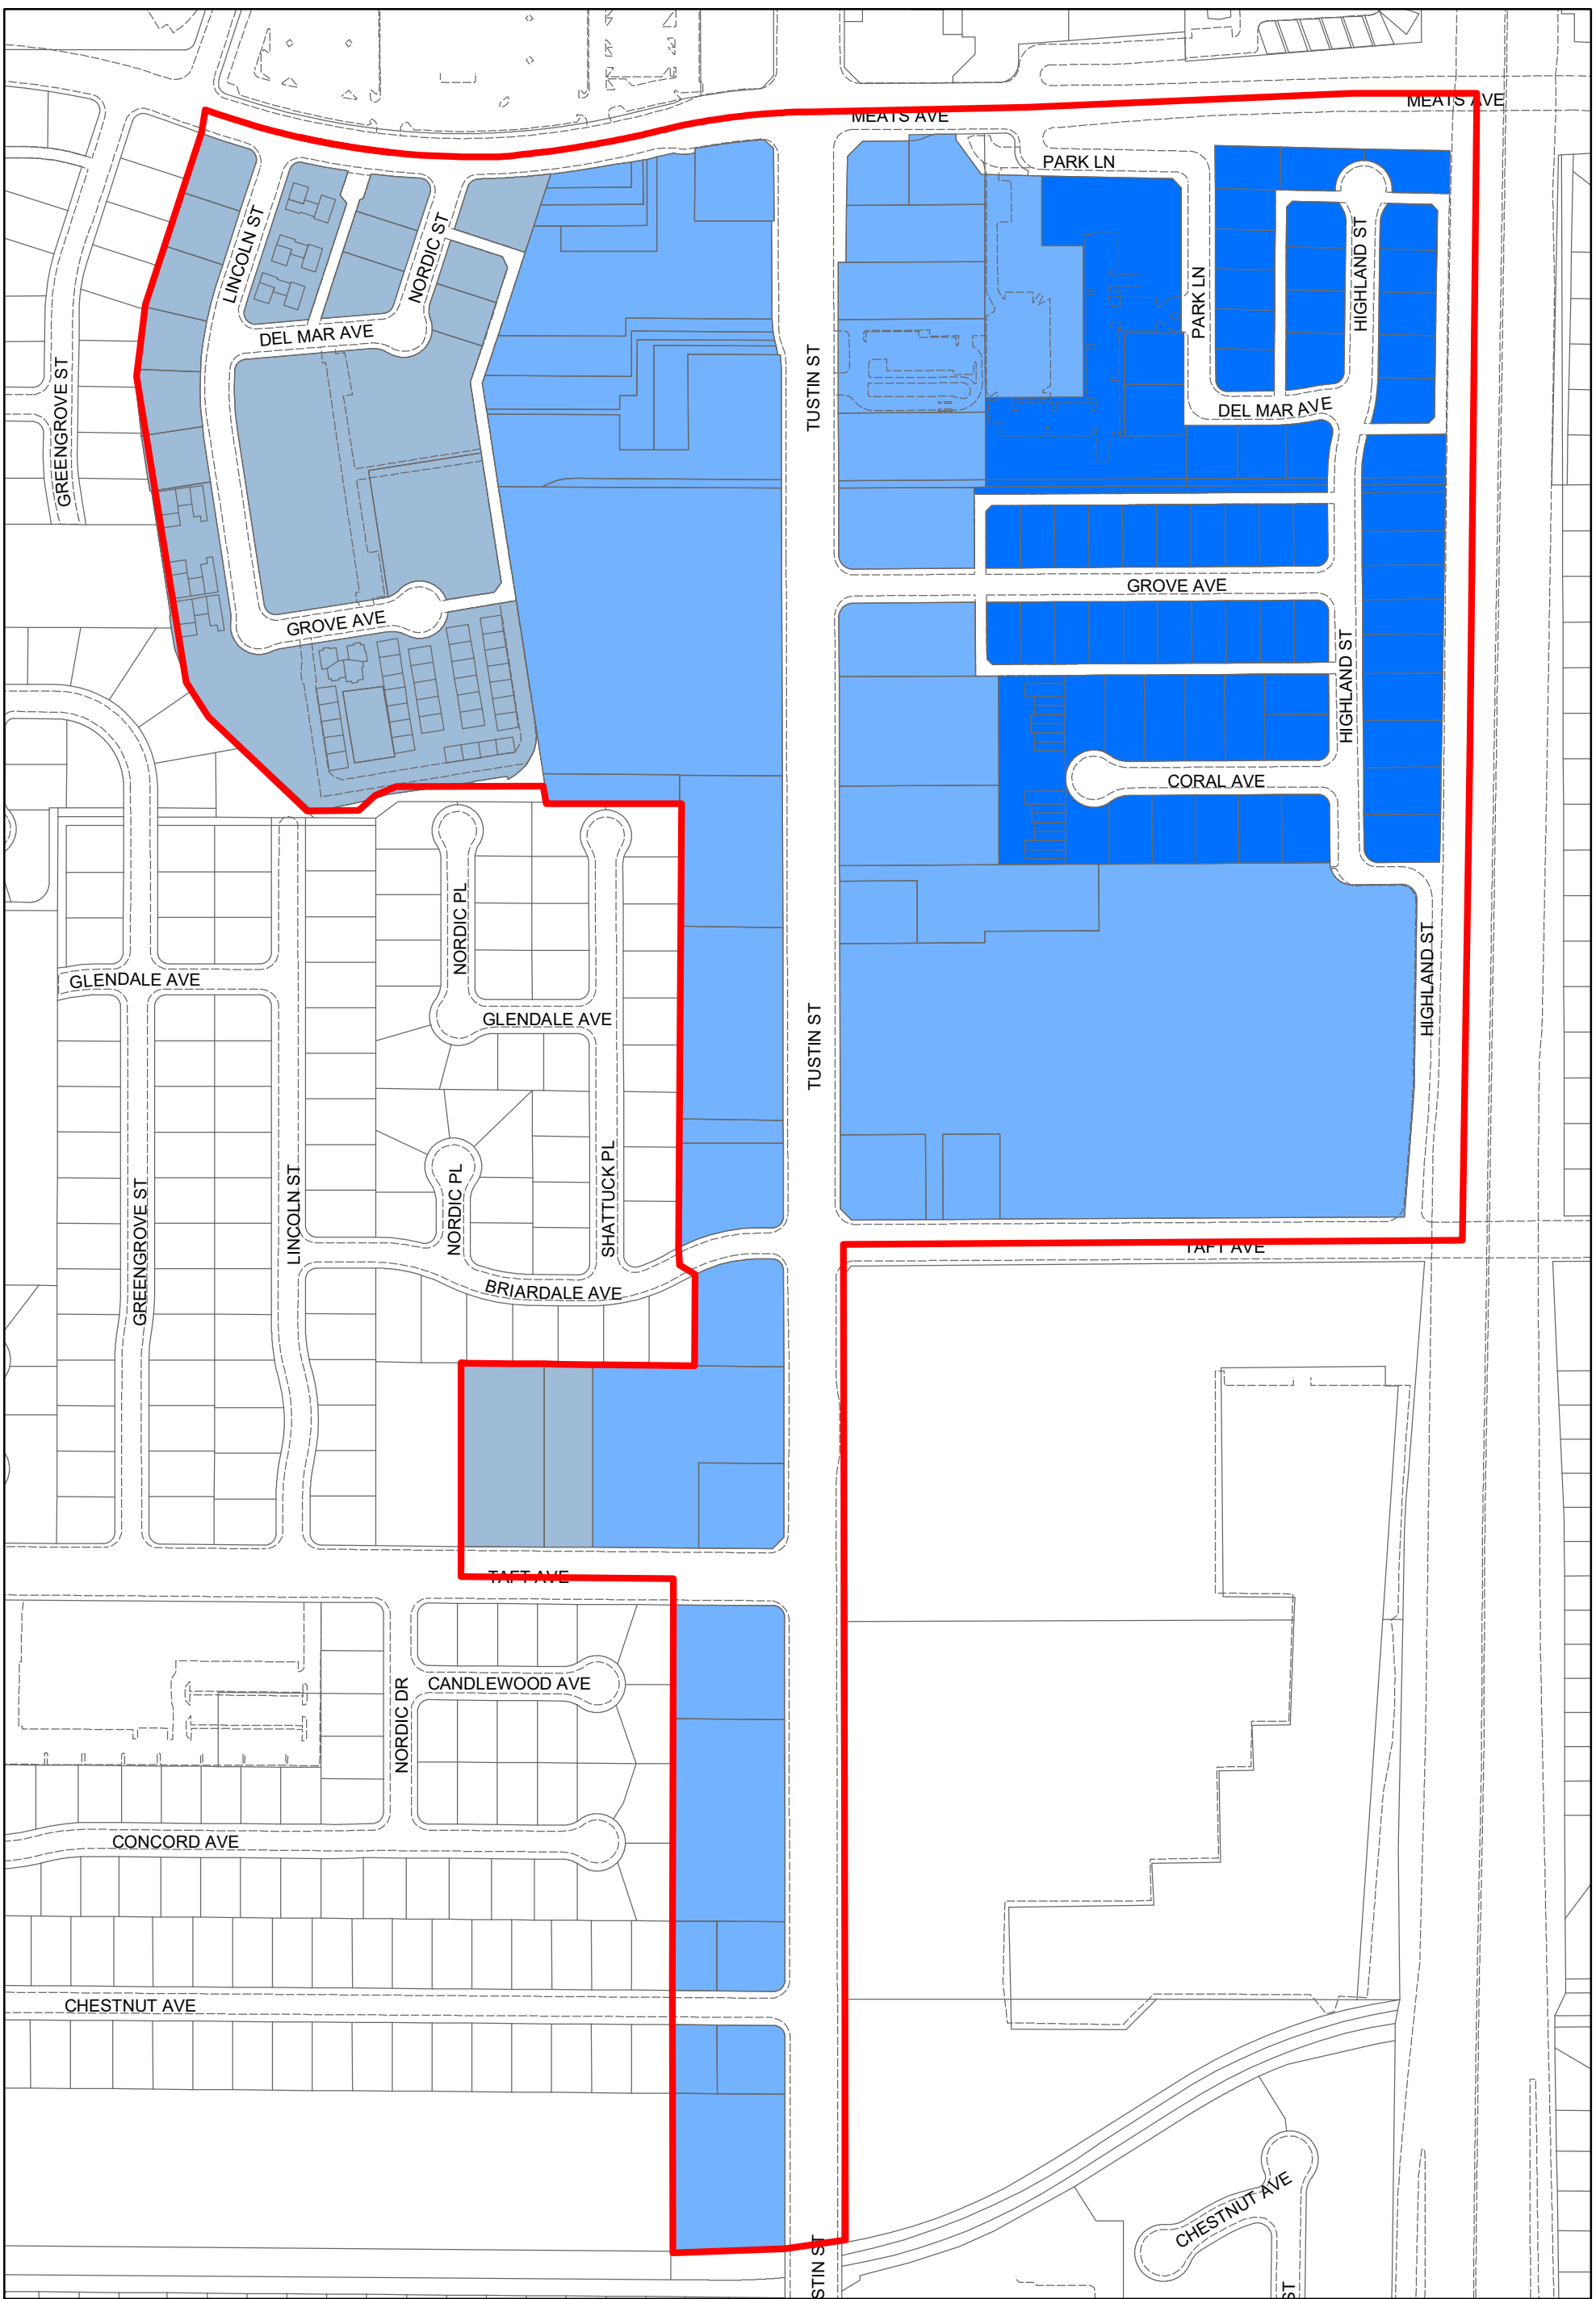 MEATS AVE
MEATS AVE
PARK LN
LINCOLN ST
NORDIC ST
HIGHLAND ST
PARK LN
DEL MAR AVE
TUSTIN ST
GREENGROVE ST
DEL MAR AVE
GROVE AVE
GROVE AVE
HIGHLAND ST
CORAL AVE
NORDIC PL
GLENDALE AVE
HIGHLAND ST
GLENDALE AVE
TUSTIN ST
SHATTUCK PL
NORDIC PL
LINCOLN ST
GREENGROVE ST
TAFT AVE
BRIARDALE AVE
TAFT AVE
CANDLEWOOD AVE
NORDIC DR
CONCORD AVE
CHESTNUT AVE
CHESTNUT AVE
STIN ST
ST